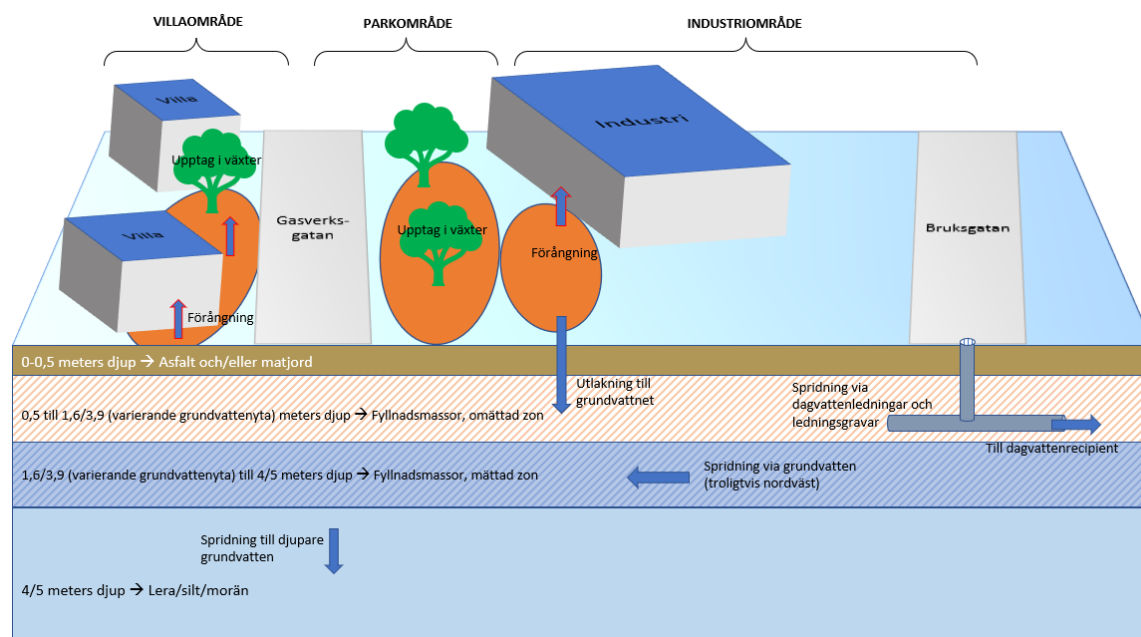 VILLAOMRÅDE
PARKOMRÅDE
INDUSTRIOMRÅDE
Villa
Industri
Upptag i växter
Gasverks-
gatan
Upptag i växter
Villa
Förångning
Bruksgatan
Förångning
0-0,5 meters djup → Asfalt och/eller matjord
Utlakning till
grundvattnet
Spridning via
dagvattenledningar och
ledningsgravar
0,5 till 1,6/3,9 (varierande grundvattenyta) meters djup → Fyllnadsmassor, omättad zon
Till dagvattenrecipient
1,6/3,9 (varierande grundvattenyta) till 4/5 meters djup → Fyllnadsmassor, mättad zon
Spridning via grundvatten
(troligtvis nordväst)
Spridning till djupare
grundvatten
4/5 meters djup → Lera/silt/morän